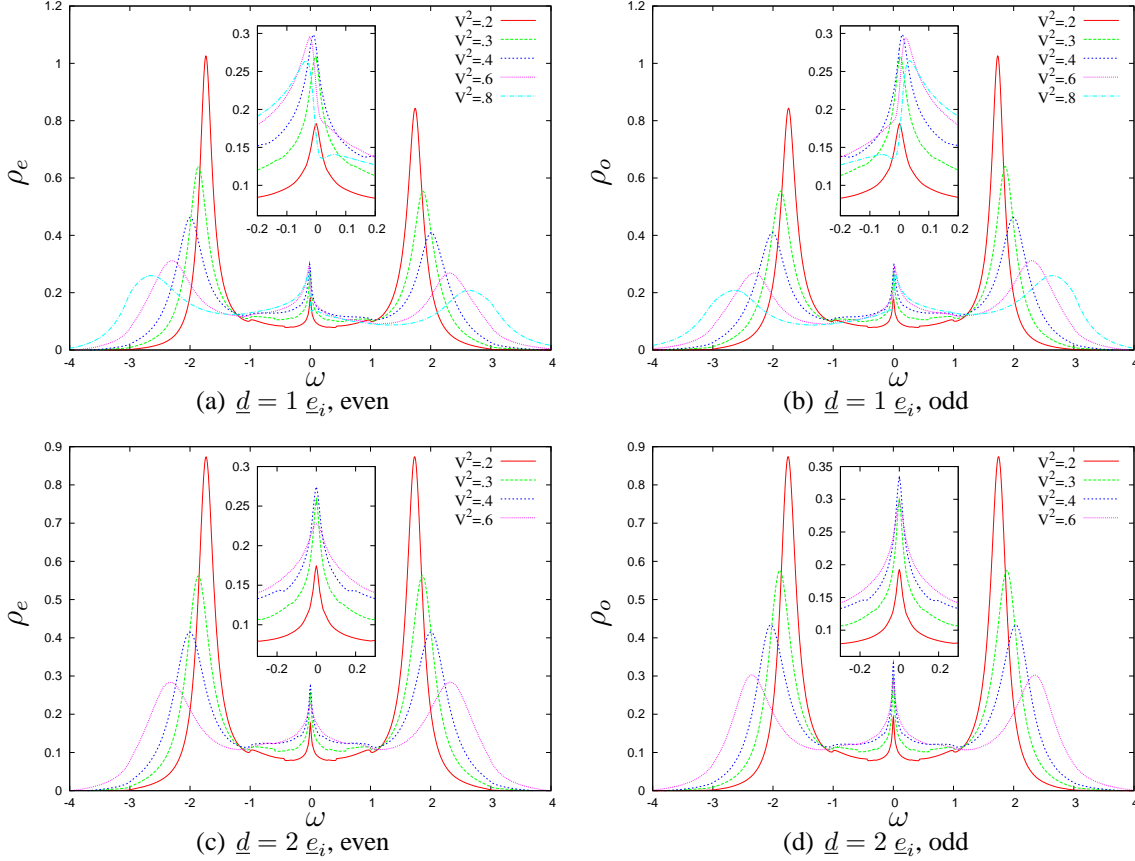 1.2
1
0.8
0.6
0.4
0.2
0
ρe
-4 -3 -2 -1 0 1 2 3 4
ω
V²=.2
V²=.3
V²=.4
V²=.6
V²=.8
0.3
0.25
0.2
0.15
0.1
-0.2 -0.1 0 0.1 0.2
(a) d = 1 ei, even
1.2
1
0.8
0.6
0.4
0.2
0
ρo
-4 -3 -2 -1 0 1 2 3 4
ω
V²=.2
V²=.3
V²=.4
V²=.6
V²=.8
0.3
0.25
0.2
0.15
0.1
-0.2 -0.1 0 0.1 0.2
(b) d = 1 ei, odd
0.9
0.8
0.7
0.6
0.5
0.4
0.3
0.2
0.1
0
ρe
-4 -3 -2 -1 0 1 2 3 4
ω
V²=.2
V²=.3
V²=.4
V²=.6
0.3
0.25
0.2
0.15
0.1
-0.2 0 0.2
(c) d = 2 ei, even
0.9
0.8
0.7
0.6
0.5
0.4
0.3
0.2
0.1
0
ρo
-4 -3 -2 -1 0 1 2 3 4
ω
V²=.2
V²=.3
V²=.4
V²=.6
0.35
0.3
0.25
0.2
0.15
0.1
-0.2 0 0.2
(d) d = 2 ei, odd